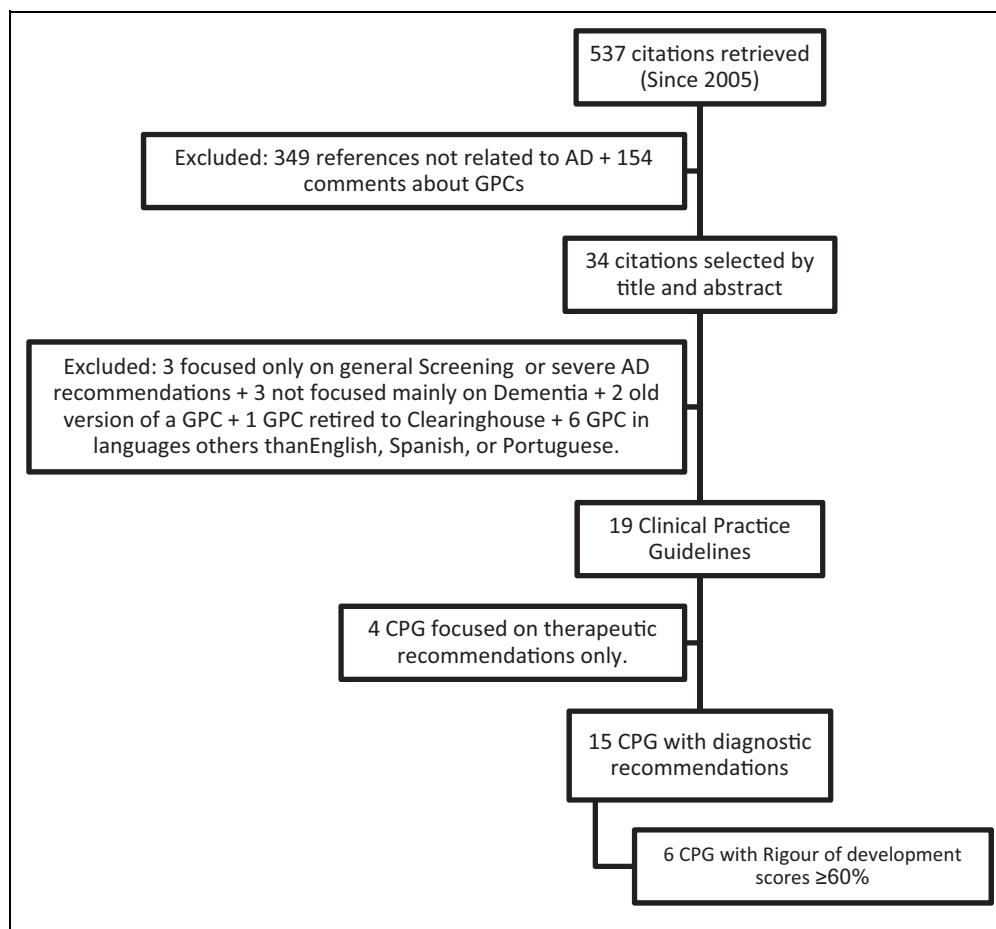 537 citations retrieved
(Since 2005)
Excluded: 349 references not related to AD + 154
comments about GPCs
34 citations selected by
title and abstract
Excluded: 3 focused only on general Screening or severe AD
recommendations + 3 not focused mainly on Dementia + 2 old
version of a GPC + 1 GPC retired to Clearinghouse + 6 GPC in
languages others thanEnglish, Spanish, or Portuguese.
19 Clinical Practice
Guidelines
4 CPG focused on therapeutic
recommendations only.
15 CPG with diagnostic
recommendations
6 CPG with Rigour of development
scores ≥60%